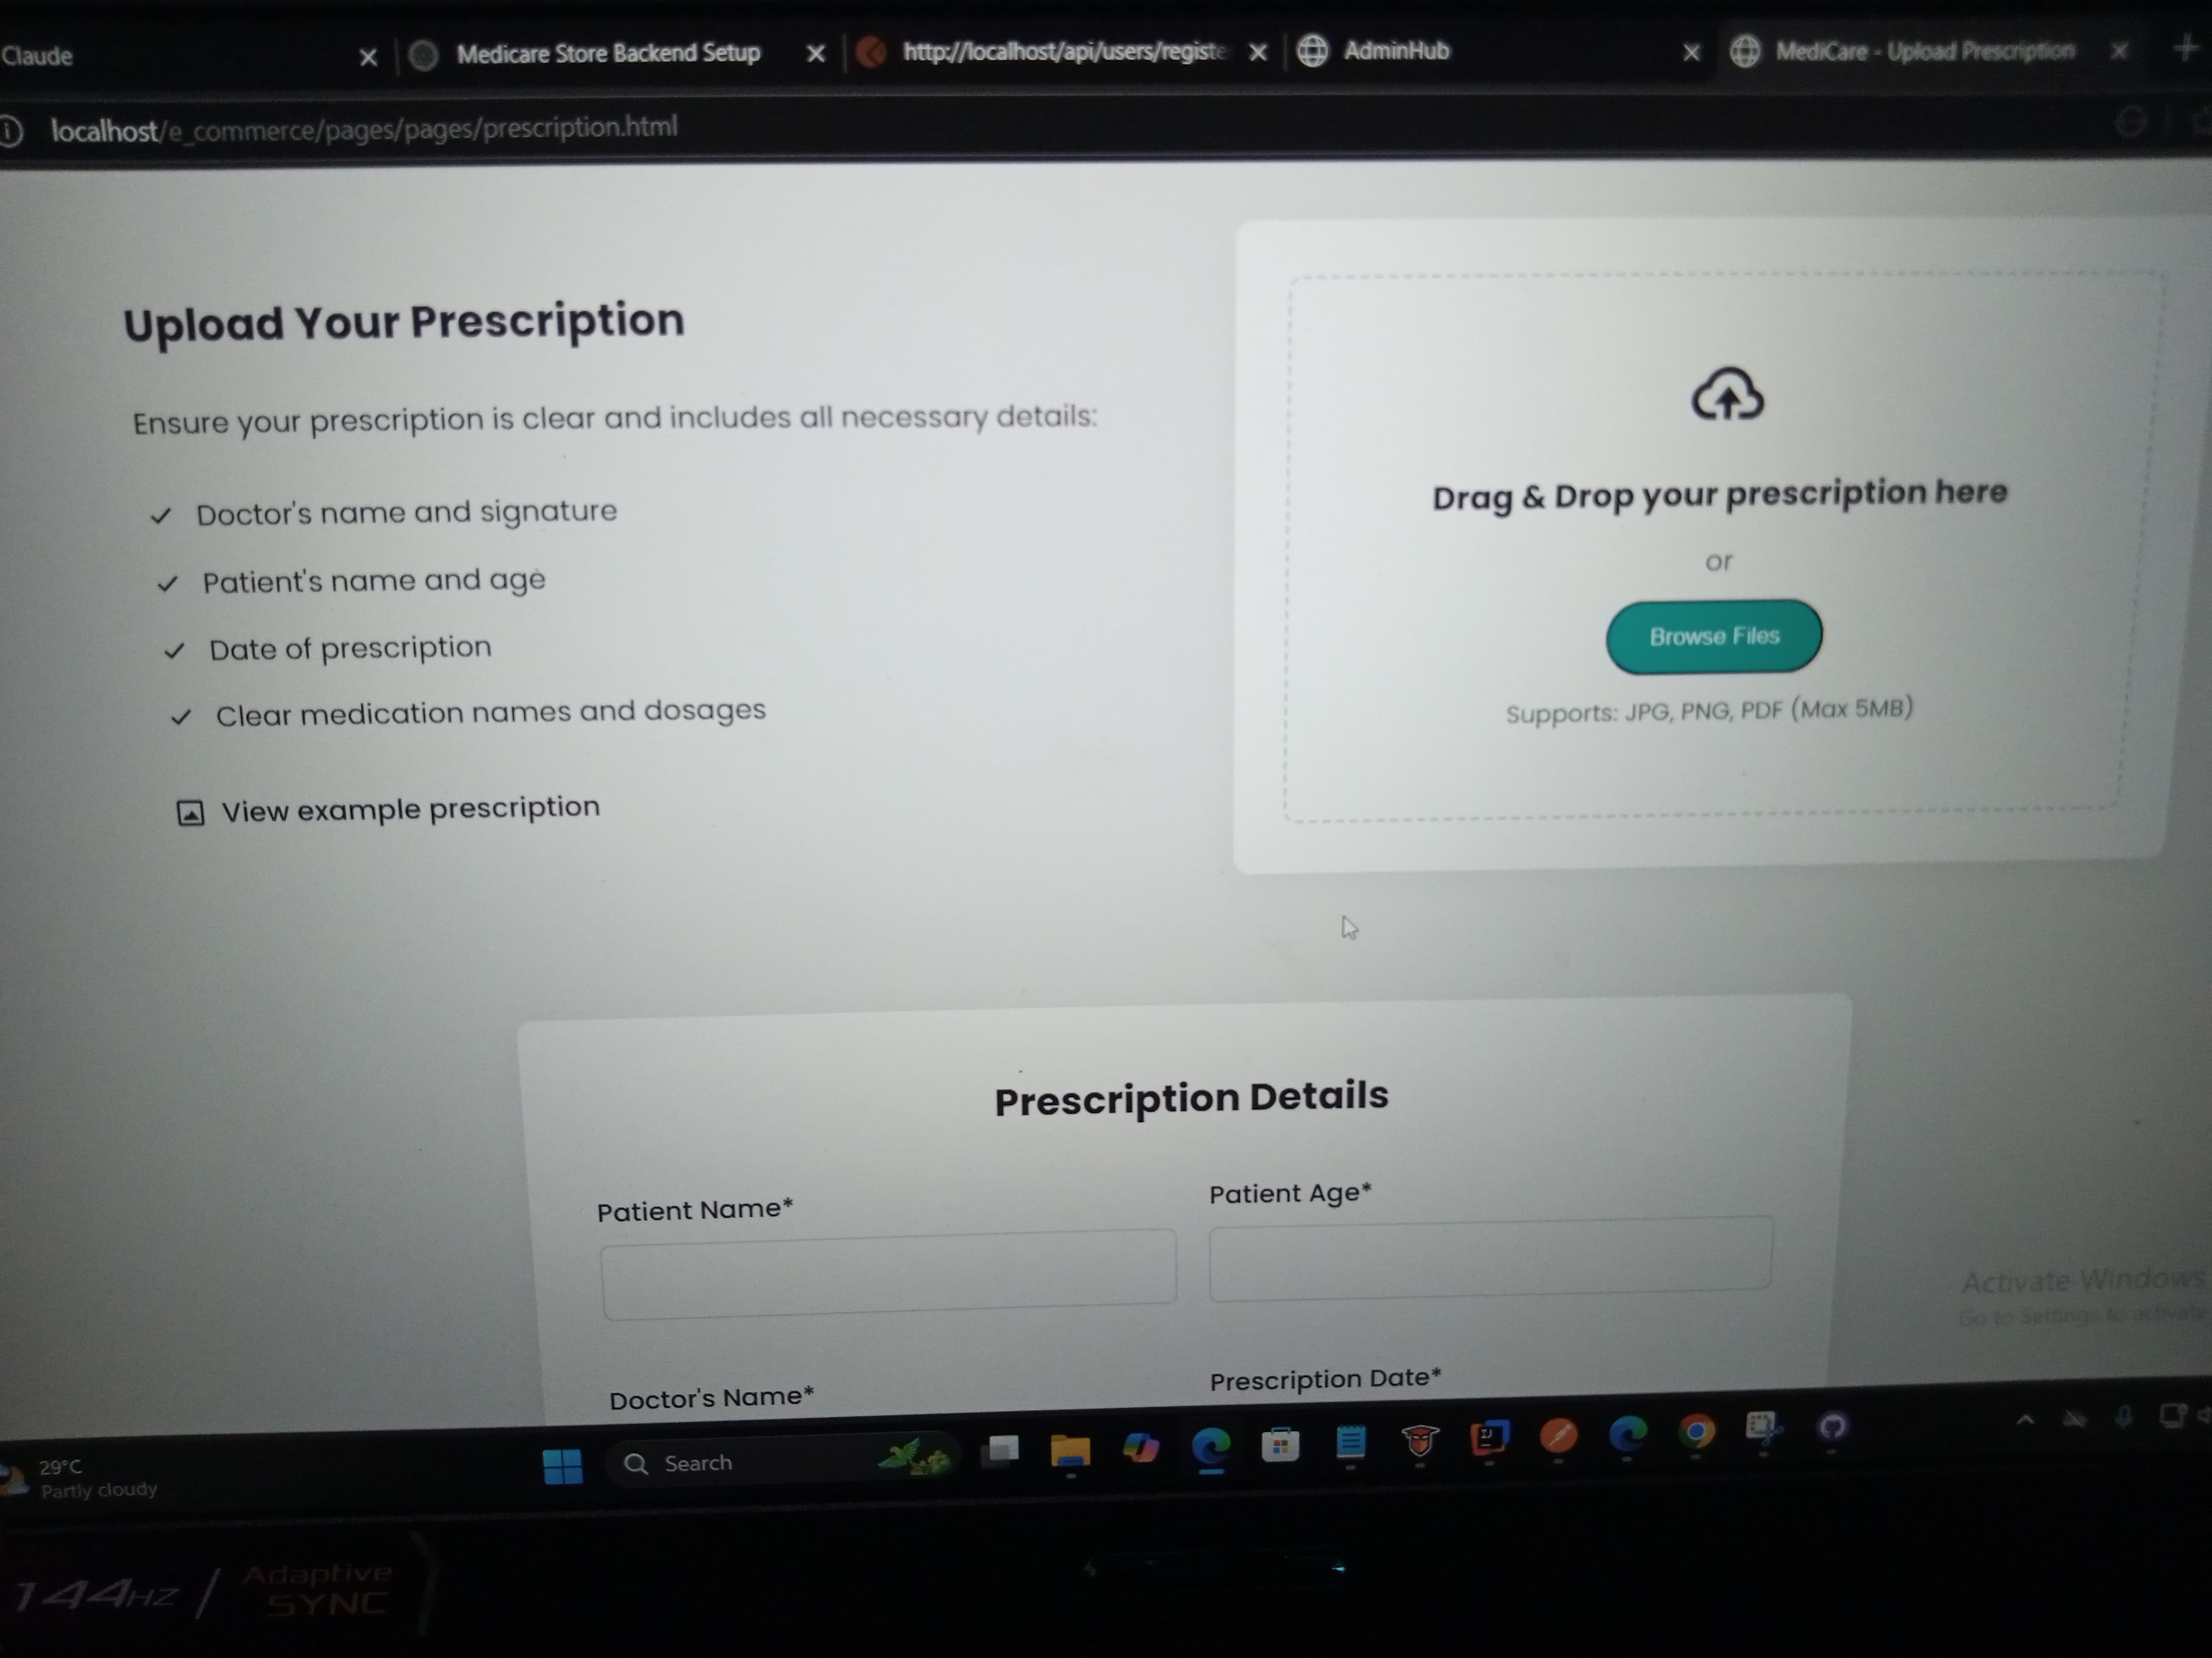 Claude
Medicare Store Backend Setup
http://localhost/api/users/registe
AdminHub
MediCare - Upload Prescription
localhost/e_commerce/pages/pages/prescription.html
Upload Your Prescription
Ensure your prescription is clear and includes all necessary details:
Doctor's name and signature
Patient's name and age
Date of prescription
Clear medication names and dosages
View example prescription
Drag & Drop your prescription here
or
Browse Files
Supports: JPG, PNG, PDF (Max 5MB)
Prescription Details
Patient Name*
Patient Age*
Doctor's Name*
Prescription Date*
Activate Windows
Go to Settings to activate
29°C
Partly cloudy
Search
144HZ / Adaptive
SYNC